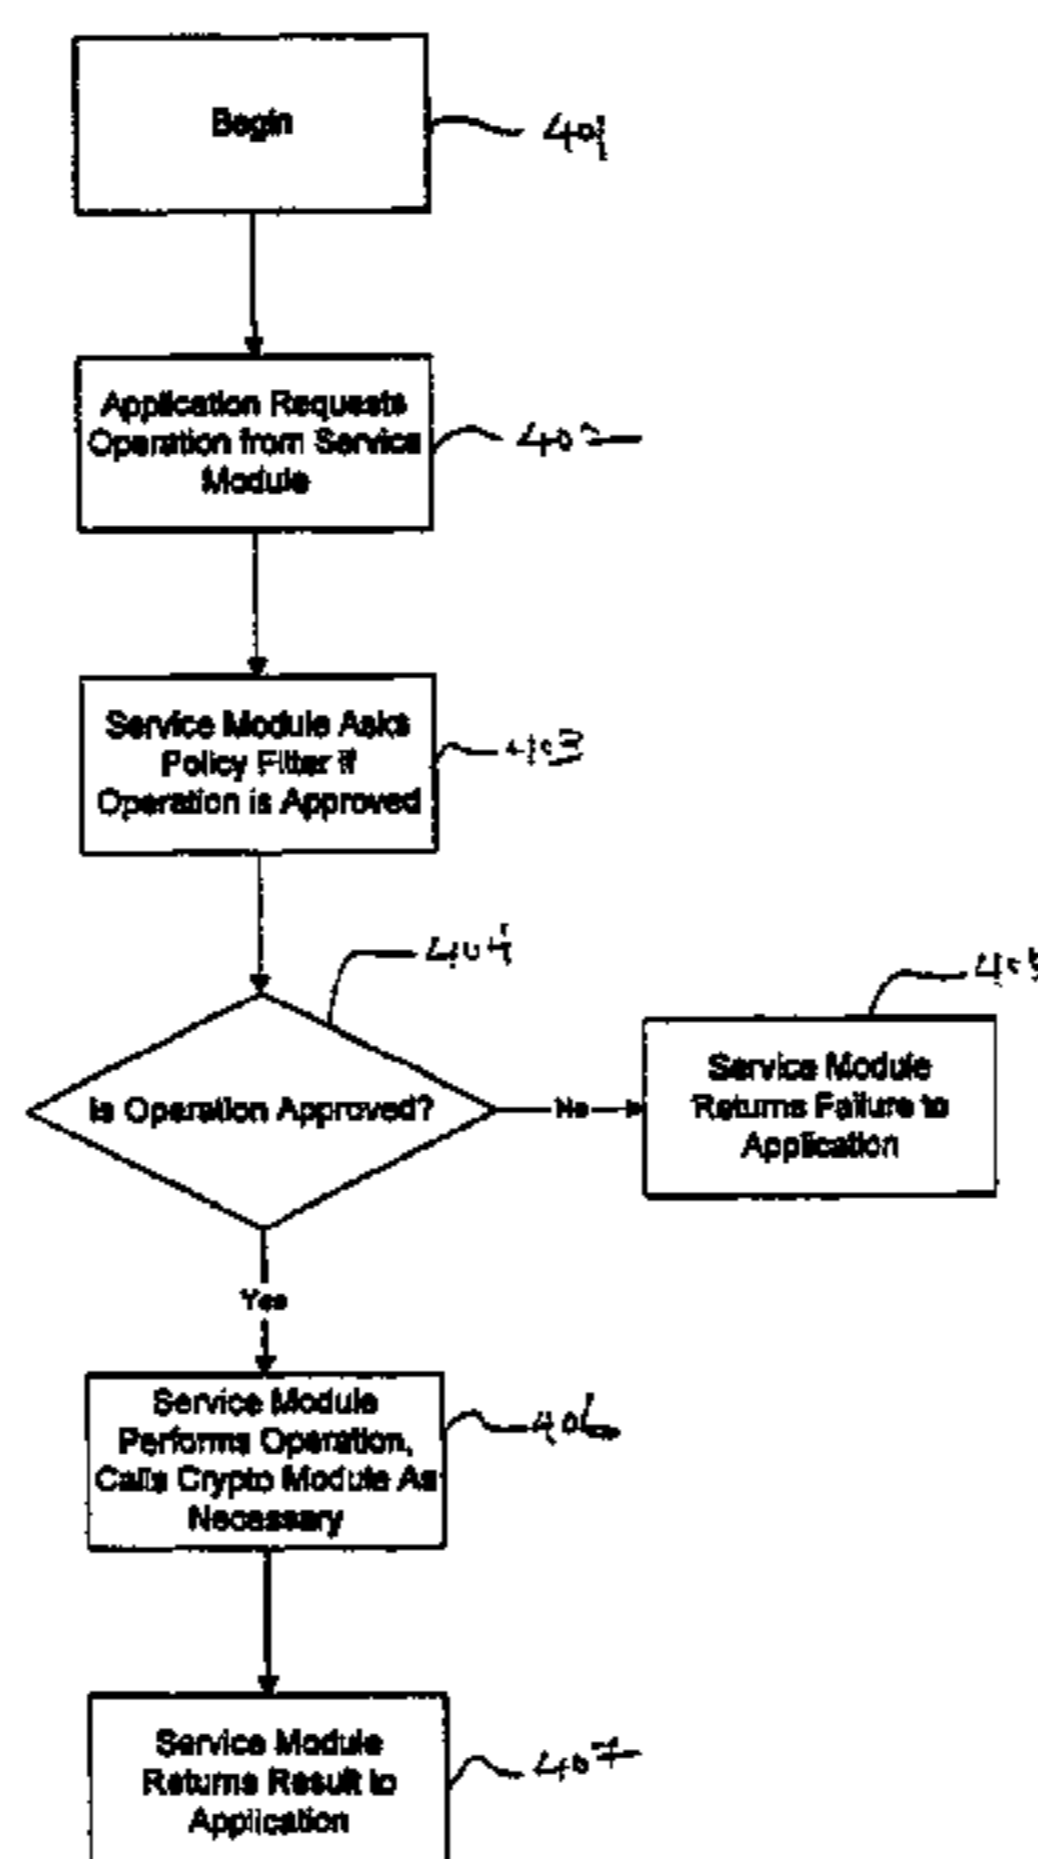 Begin
401
Application Requests
Operation from Service
Module
402
Service Module Asks
Policy Filter if
Operation is Approved
403
404
Is Operation Approved?
No
Service Module
Returns Failure to
Application
Yes
Service Module
Performs Operation,
Calls Crypto Module As
Necessary
406
Service Module
Returns Result to
Application
407